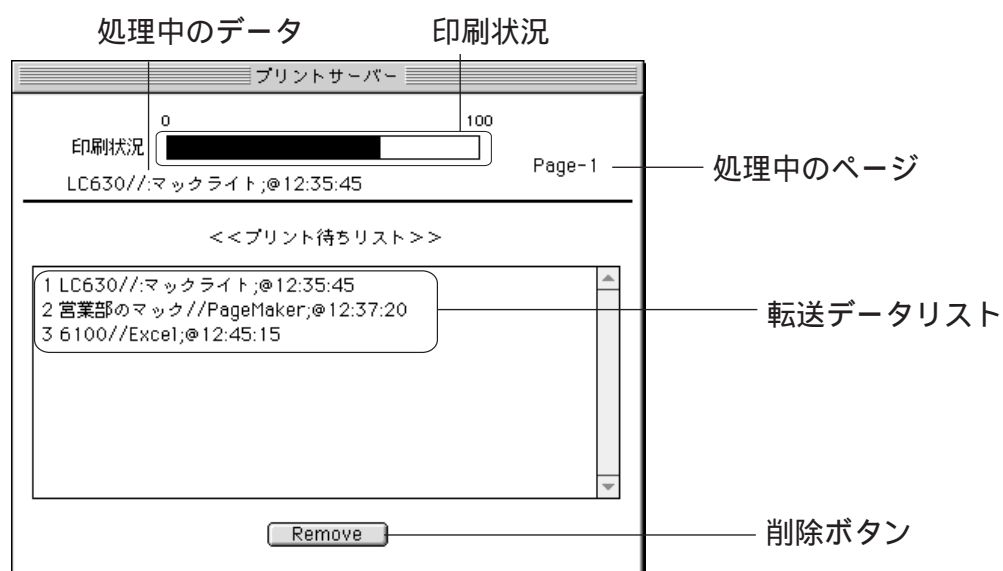 処理中のデータ 印刷状況
プリントサーバー
0 100
印刷状況
Page-1 処理中のページ
LC630//:マックライト;@12:35:45
<<プリント待ちリスト>>
1 LC630//:マックライト;@12:35:45
2 営業部のマック//PageMaker;@12:37:20
転送データリスト
3 6100//Excel;@12:45:15
Remove 削除ボタン